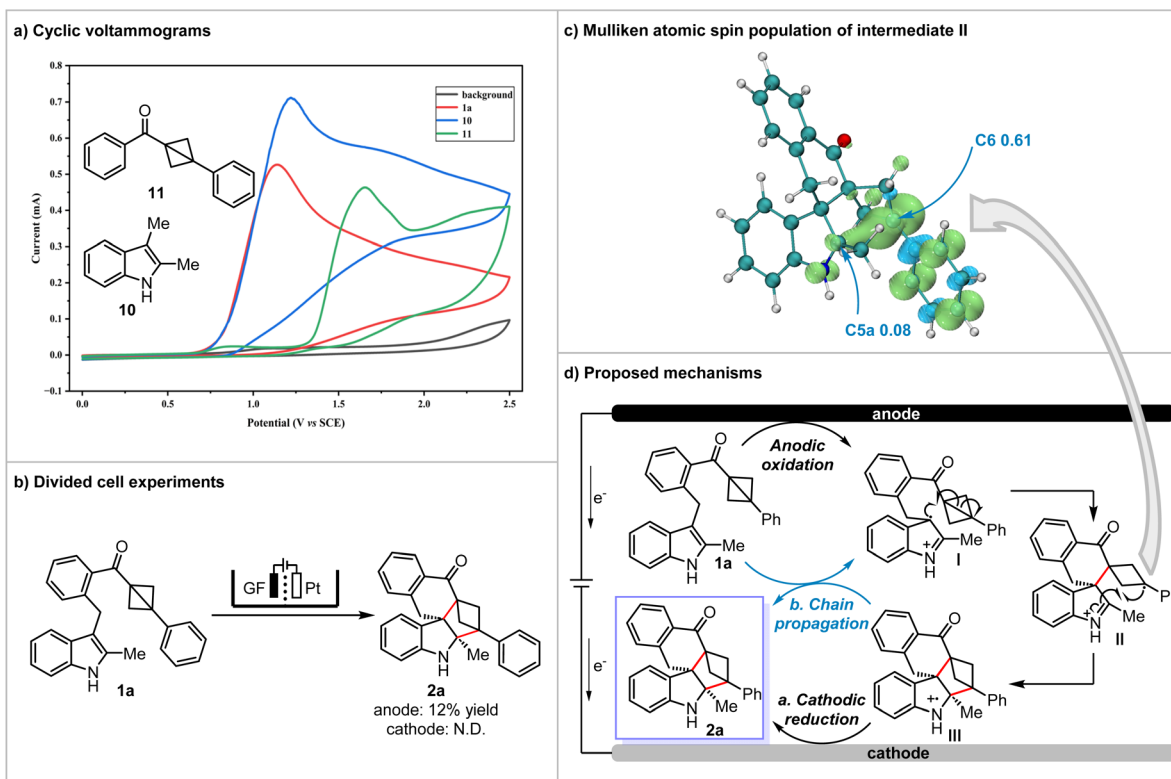 a) Cyclic voltammograms
0.8
0.7
0.6
0.5
0.4
0.3
0.2
0.1
0.0
−0.1
Current (mA)
0.0
0.5
1.0
1.5
2.0
2.5
Potential (V vs SCE)
background
1a
10
11
O
11
Me
Me
N
H
10
b) Divided cell experiments
O
Me
N
H
1a
GF
Pt
O
Me
N
H
2a
anode: 12% yield
cathode: N.D.
c) Mulliken atomic spin population of intermediate II
C6 0.61
C5a 0.08
d) Proposed mechanisms
anode
e-
e-
O
Ph
Me
N
H
1a
Anodic
oxidation
O
Ph
Me
+
N
H
I
O
P
Me
+
N
H
II
b. Chain
propagation
O
Ph
Me
N
H
2a
a. Cathodic
reduction
O
Ph
Me
+•
N
H
III
cathode